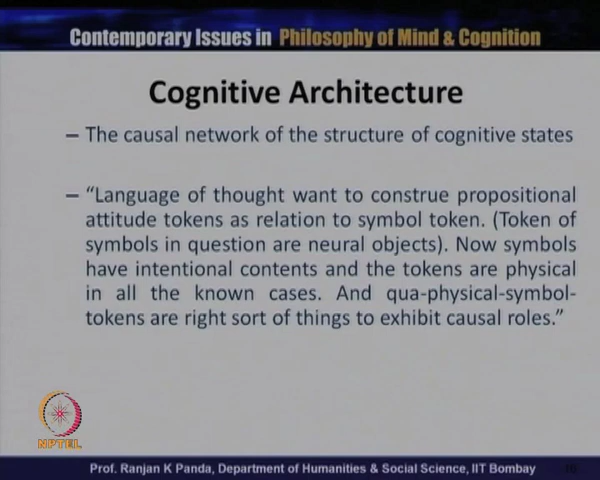 Contemporary Issues in Philosophy of Mind & Cognition
Cognitive Architecture
– The causal network of the structure of cognitive states
– “Language of thought want to construe propositional
attitude tokens as relation to symbol token. (Token of
symbols in question are neural objects). Now symbols
have intentional contents and the tokens are physical
in all the known cases. And qua-physical-symbol-
tokens are right sort of things to exhibit causal roles.”
NPTEL
Prof. Ranjan K Panda, Department of Humanities & Social Science, IIT Bombay